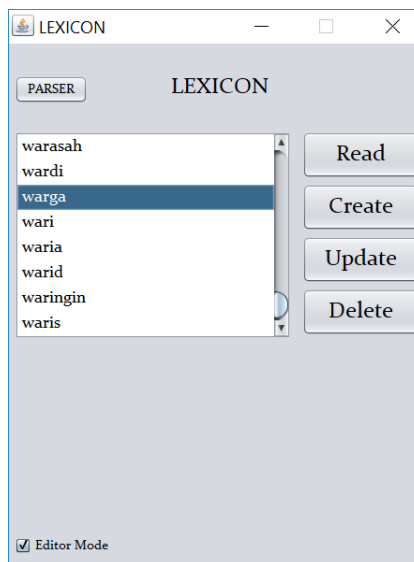 LEXICON
PARSER
LEXICON
warasah
wardi
warga
wari
waria
warid
waringin
waris
Read
Create
Update
Delete
Editor Mode